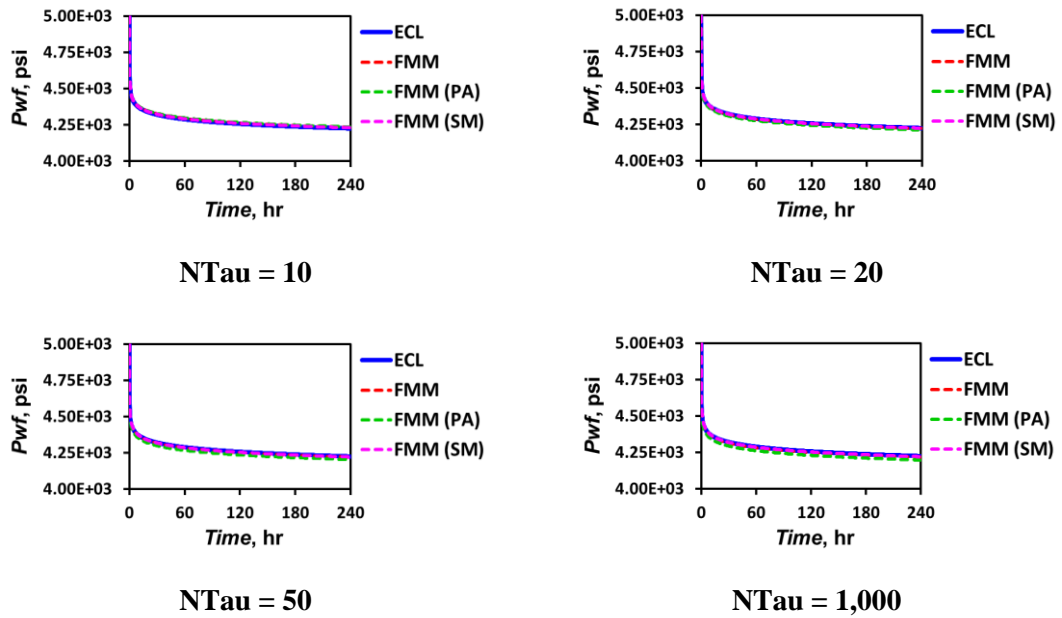 5.00E+03
4.75E+03
4.50E+03
4.25E+03
4.00E+03
Pwf, psi
0 60 120 180 240
Time, hr
ECL
FMM
FMM (PA)
FMM (SM)
NTau = 10
5.00E+03
4.75E+03
4.50E+03
4.25E+03
4.00E+03
Pwf, psi
0 60 120 180 240
Time, hr
ECL
FMM
FMM (PA)
FMM (SM)
NTau = 20
5.00E+03
4.75E+03
4.50E+03
4.25E+03
4.00E+03
Pwf, psi
0 60 120 180 240
Time, hr
ECL
FMM
FMM (PA)
FMM (SM)
NTau = 50
5.00E+03
4.75E+03
4.50E+03
4.25E+03
4.00E+03
Pwf, psi
0 60 120 180 240
Time, hr
ECL
FMM
FMM (PA)
FMM (SM)
NTau = 1,000